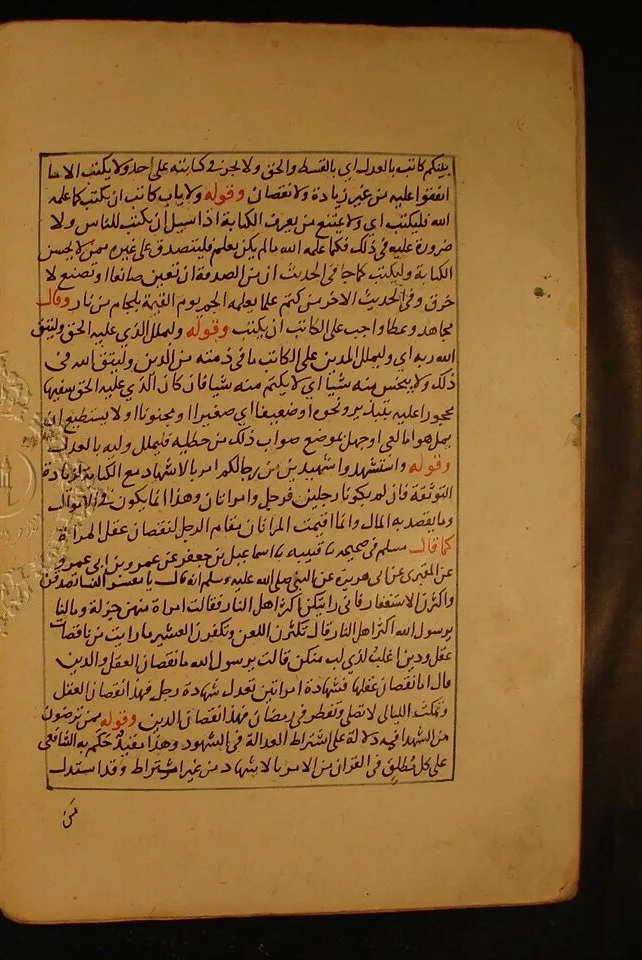 بينكم كاتب بالعدل اي بالقسط والحق ولا يجر في كتابته على احد ولا يكتب الا ما
اتفقوا عليه من غير زيادة ولا نقصان وقوله ولا ياب كاتب ان يكتب كما علمه
الله فليكتب اي ولا يمتنع من يعرف الكتابة اذا سيل ان يكتب للناس ولا
ضرورة عليه في ذلك فكما علمه الله ما لم يكن يعلم فليتصدق على غيره ممن لا يحسن
الكتابة وليكتب كما جا في الحديث ان من الصدقة ان تعين صانعا او تصنع لا
خرق وفي الحديث الاخر من كتم علما يعلمه الجم يوم القيمة بلجام من نار وقال
مجاهد وعطا واجب على الكاتب ان يكتب وقوله وليملل الذي عليه الحق وليتق
الله ربه اي وليملل المدين على الكاتب ما في ذمته من الدين وليتق الله في
ذلك ولا يبخس منه شيا اي لا يكتم منه شيا فان كان الذي عليه الحق سفيها
محجورا عليه بتبذير ونحوه او ضعيفا اي صغيرا او مجنونا او لا يستطيع ان
يمل هو اما لعي او جهل بموضع صواب ذلك من خطايه فليملل وليه بالعدل
وقوله واستشهدوا شهيدين من رجالكم امر بالاشهاد مع الكتابة لزيادة
التوثقة فان لم يكونا رجلين فرجل وامراتان وهذا انما يكون في الاموال
وما يقصد به المال وانما اقيمت المراتان مقام الرجل لنقصان عقل المراة
كما قال مسلم في صحيحه ثنا قتيبه ثنا اسماعيل بن جعفر عن عمرو بن ابي عمرو
عن المقبري عن ابي هريرة عن النبي صلى الله عليه وسلم انه قال يا معشر النسا تصدقن
واكثرن الاستغفار فاني رايتكن اكثر اهل النار فقالت امراة منهن جزلة وما لنا
يرسول الله اكثر اهل النار قال تكثرن اللعن وتكفرن العشير ما رايت من ناقصات
عقل ودين اغلب لذي لب منكن قالت يرسول الله ما نقصان العقل والدين
قال اما نقصان عقلها فشهادة امراتين تعدل شهادة رجل فهذا نقصان العقل
وتمكث الليالي لا تصلي وتفطر في رمضان فهذا نقصان الدين وقوله ممن ترضون
من الشهدا فيه دلالة على اشتراط العدالة في الشهود وهذا مقيد حكم به الشافعي
على كل مطلق في القران من الامر بالاشهاد من غير اشتراط وقد استدل